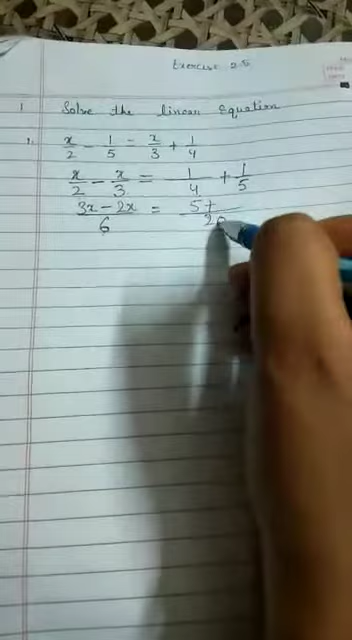 Exercise 2.5
1 Solve the linear Equation
1. x/2 - 1/5 = x/3 + 1/4
x/2 - x/3 = 1/4 + 1/5
3x - 2x / 6 = 5+ / 20